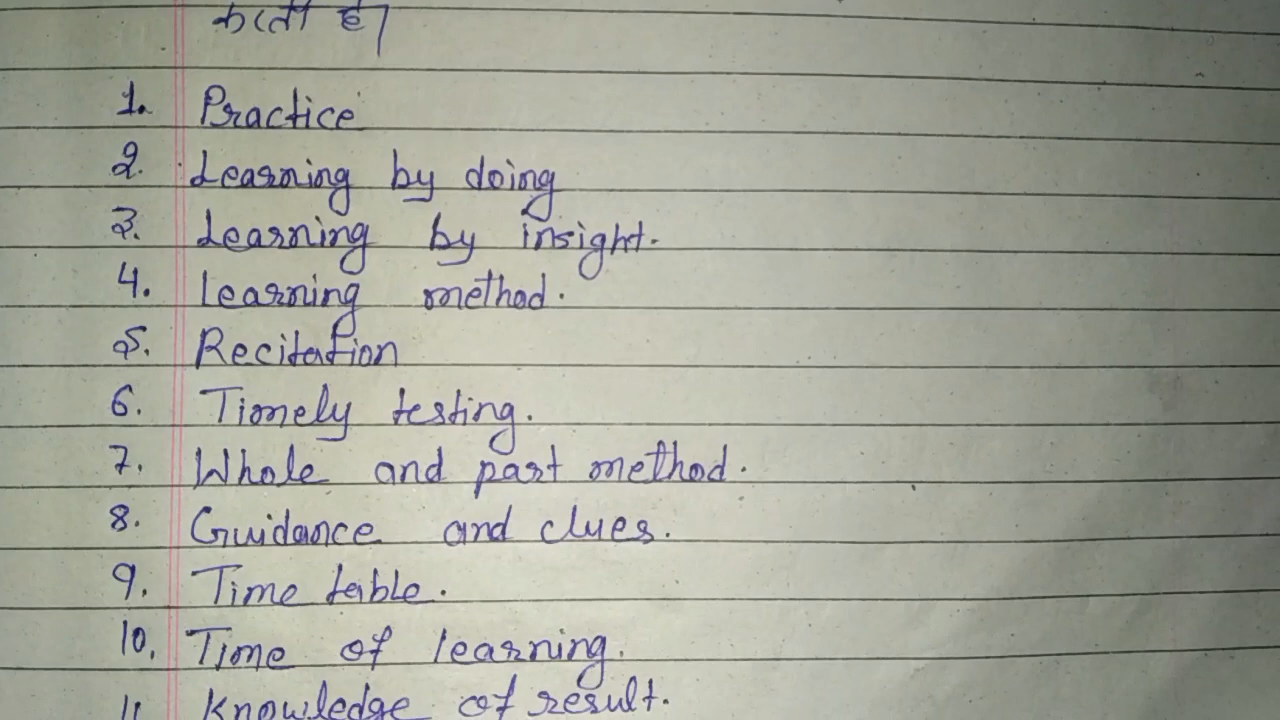 करती है।
1. Practice
2. Learning by doing
3. Learning by insight.
4. Learning method.
5. Recitation
6. Timely testing.
7. Whole and part method.
8. Guidance and clues.
9. Time table.
10. Time of learning.
11 Knowledge of result.